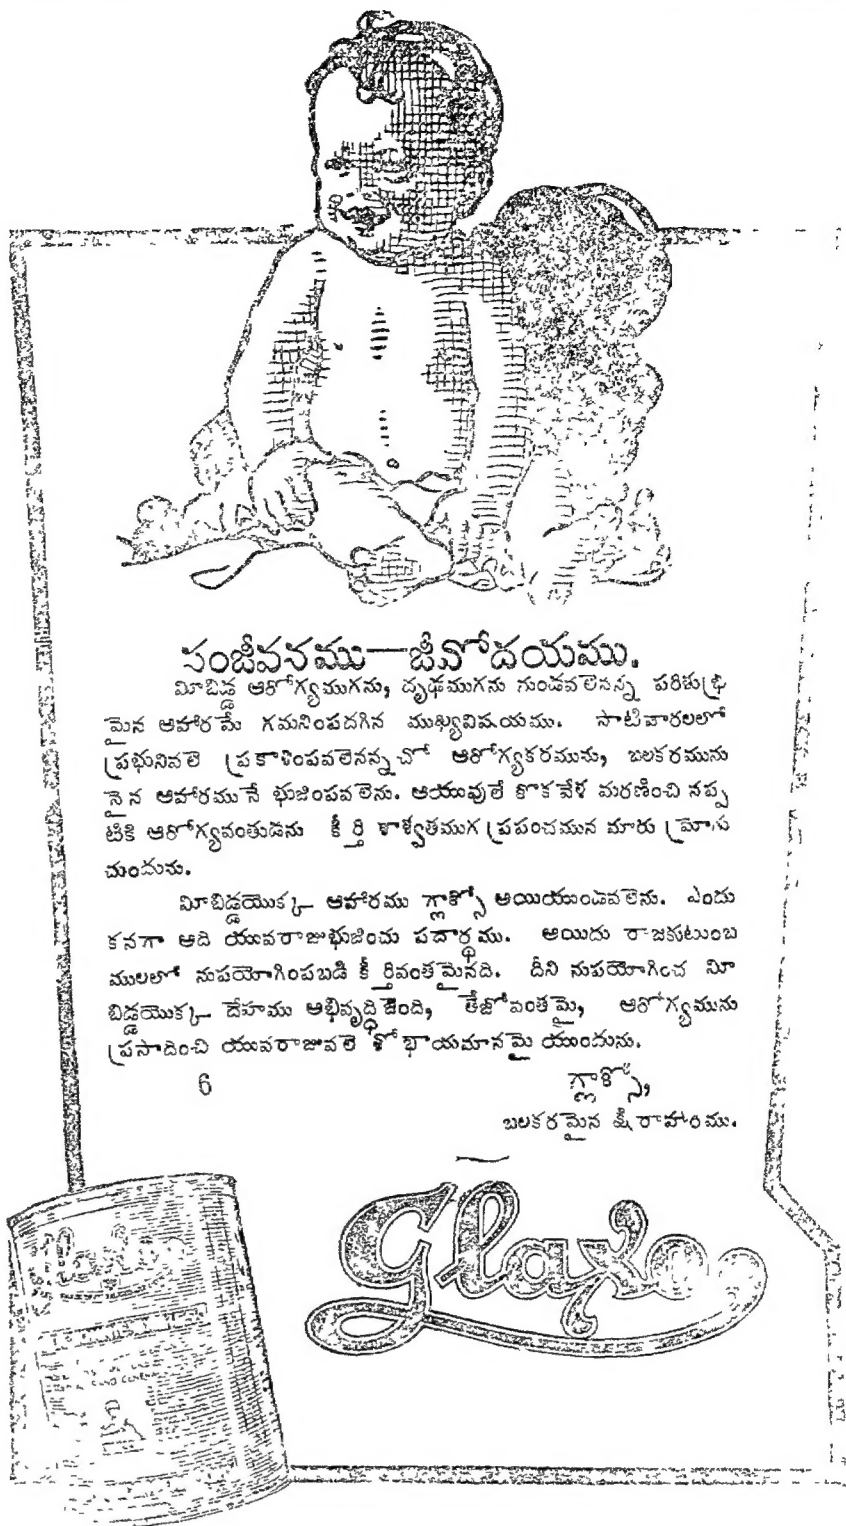 సంజీవనము—జీవోదయము.
మీబిడ్డ ఆరోగ్యముగను, దృఢముగను నుండవలెనన్న పరిశుభ్ర
మైన ఆహారమే గమనింపదగిన ముఖ్యవిషయము. సాటివారలలో
ప్రభునివలె ప్రకాశింపవలెనన్నచో ఆరోగ్యకరమును, బలకరమును
నైన ఆహారమునే భుజింపవలెను. ఆయువులే కొకవేళ మరణించి నప్ప
టికి ఆరోగ్యవంతుడను కీర్తి శాశ్వతముగ ప్రపంచమున మారు మ్రోగు
చుండును.
మీబిడ్డయొక్క ఆహారము గ్లాక్సో అయియుండవలెను. ఎందు
కనగా ఆది యువరాజుభుజించు పదార్థము. అయిదు రాజకుటుంబ
ములలో నుపయోగింపబడి కీర్తివంతమైనది. దీని నుపయోగించ మీ
బిడ్డయొక్క దేహము ఆభివృద్ధి జెంది, తేజోవంతమై, ఆరోగ్యమును
ప్రసాదించి యువరాజువలె శోభాయమానమై యుండును.
6 గ్లాక్సో,
బలకరమైన క్షీరాహారము.
Glaxo